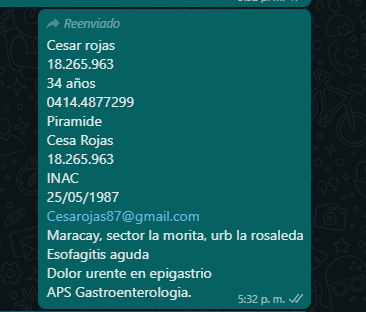 Reenviado
Cesar rojas
18.265.963
34 años
0414.4877299
Piramide
Cesa Rojas
18.265.963
INAC
25/05/1987
Cesarojas87@gmail.com
Maracay, sector la morita, urb la rosaleda
Esofagitis aguda
Dolor urente en epigastrio
APS Gastroenterologia.
5:32 p. m.